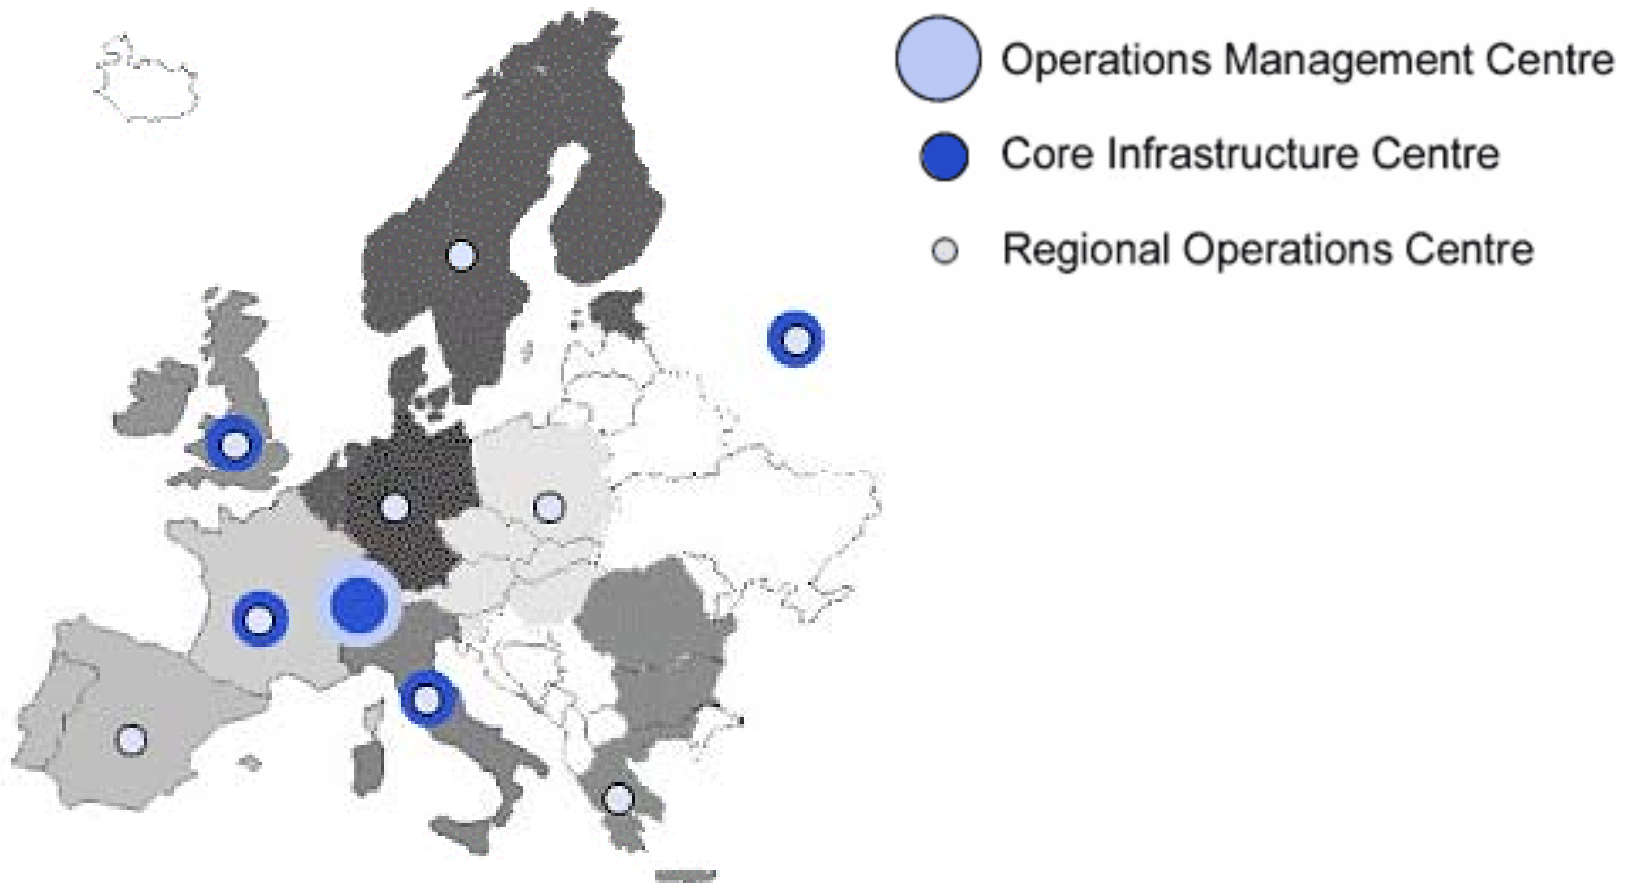 Operations Management Centre
Core Infrastructure Centre
Regional Operations Centre